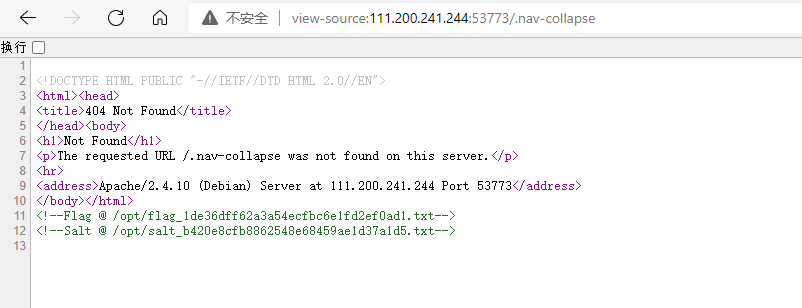 不安全 | view-source:111.200.241.244:53773/.nav-collapse
换行
1
2 <!DOCTYPE HTML PUBLIC "-//IETF//DTD HTML 2.0//EN">
3 <html><head>
4 <title>404 Not Found</title>
5 </head><body>
6 <h1>Not Found</h1>
7 <p>The requested URL /.nav-collapse was not found on this server.</p>
8 <hr>
9 <address>Apache/2.4.10 (Debian) Server at 111.200.241.244 Port 53773</address>
10 </body></html>
11 <!--Flag @ /opt/flag_1de36dff62a3a54ecfbc6e1fd2ef0ad1.txt-->
12 <!--Salt @ /opt/salt_b420e8cfb8862548e68459ae1d37a1d5.txt-->
13